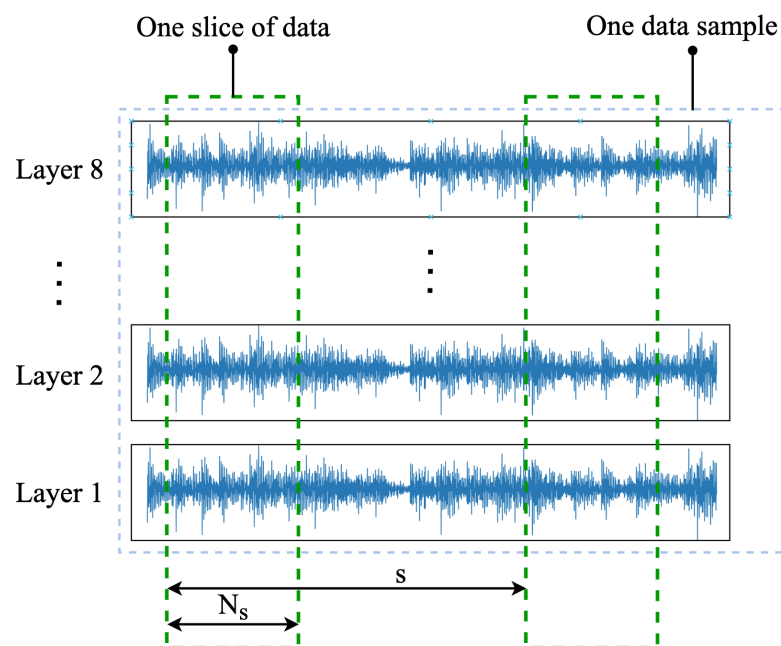 One slice of data
One data sample
Layer 8
Layer 2
Layer 1
s
Ns